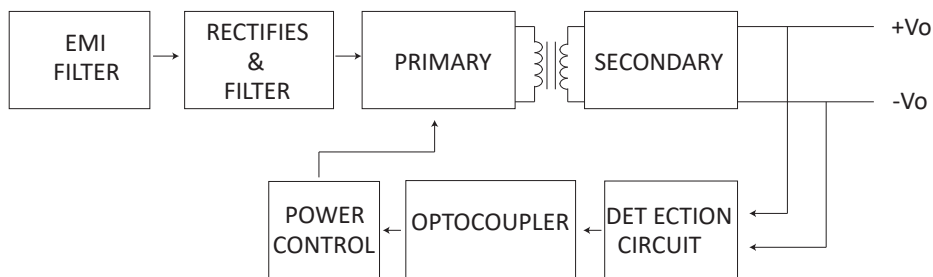 EMI
FILTER
RECTIFIES
&
FILTER
PRIMARY
SECONDARY
+Vo
-Vo
POWER
CONTROL
OPTOCOUPLER
DET ECTION
CIRCUIT